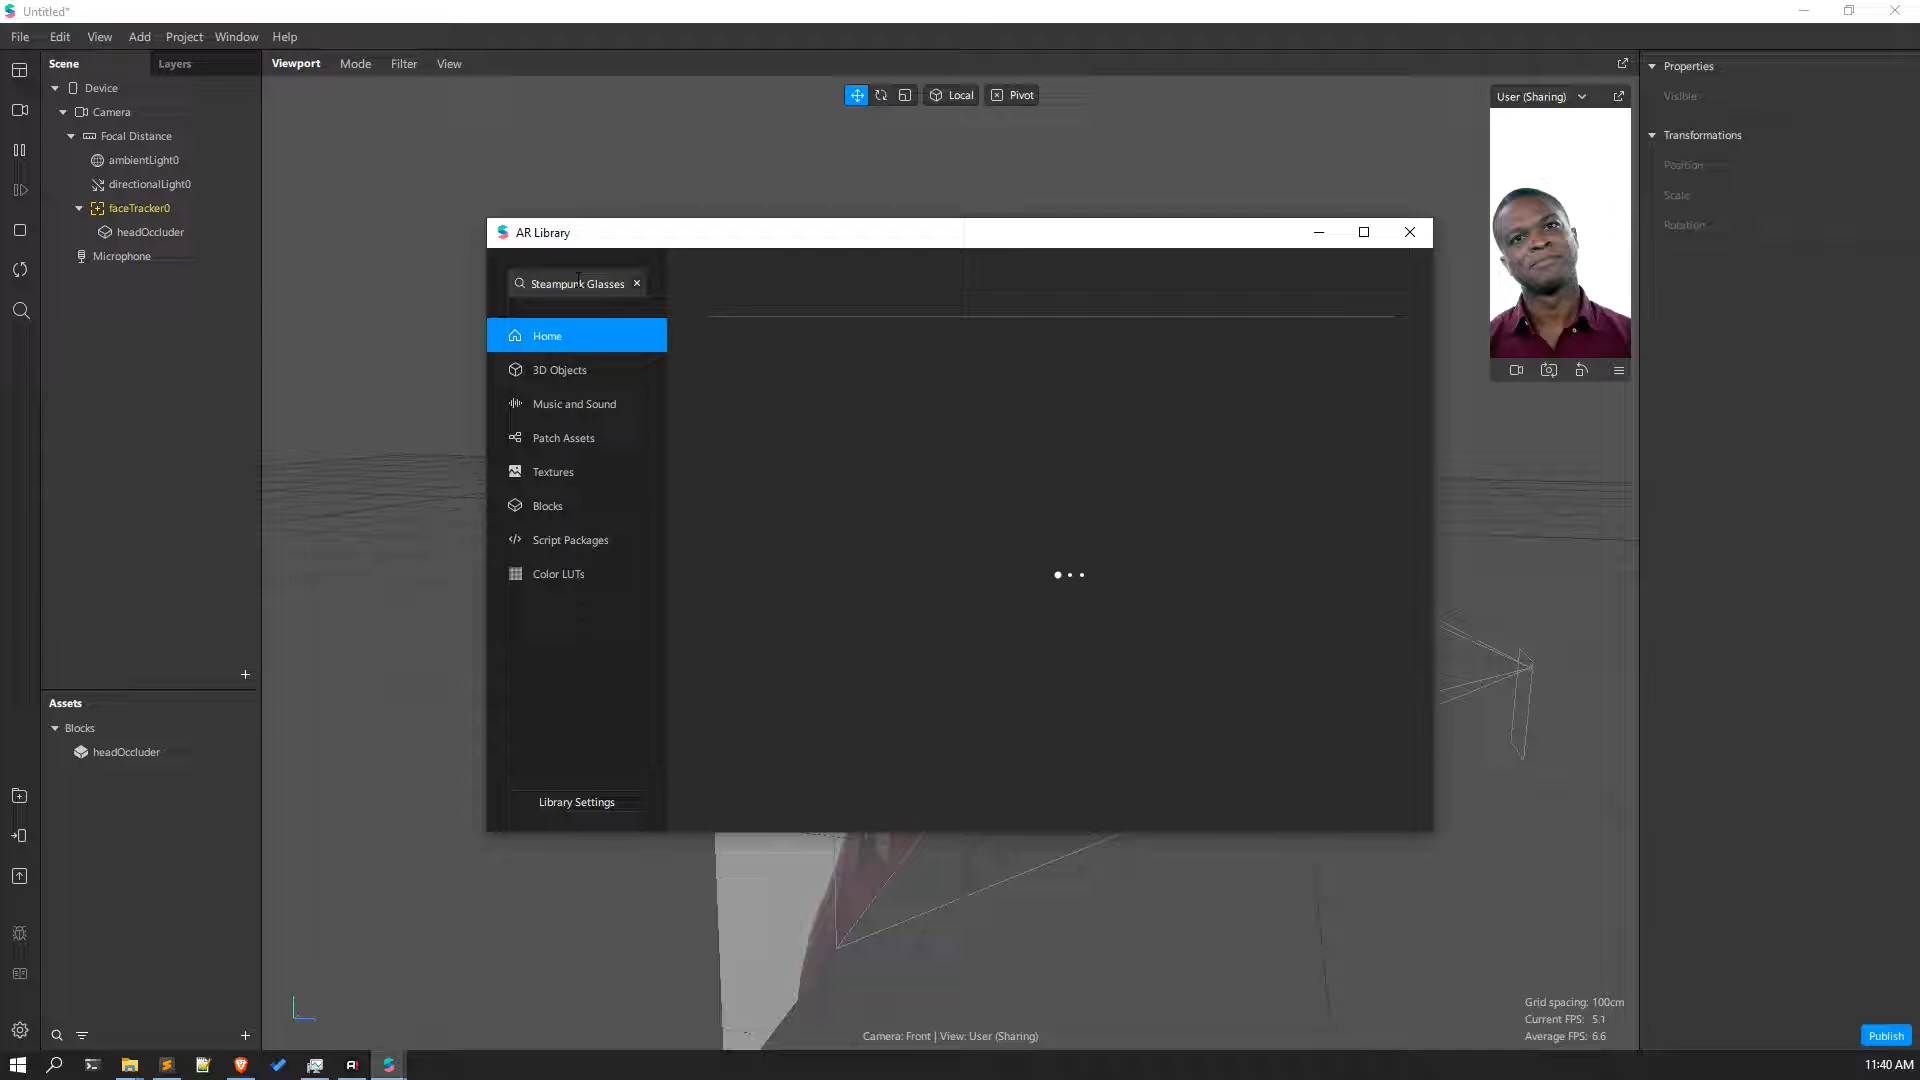 Untitled*
File Edit View Add Project Window Help
Scene Layers
Viewport Mode Filter View
Device
Camera
Focal Distance
ambientLight0
directionalLight0
faceTracker0
headOccluder
Microphone
Local Pivot
User (Sharing)
Properties
Visible
Transformations
Position
Scale
Rotation
AR Library
Steampunk Glasses
Home
3D Objects
Music and Sound
Patch Assets
Textures
Blocks
Script Packages
Color LUTs
Library Settings
Assets
Blocks
headOccluder
Camera: Front | View: User (Sharing)
Grid spacing: 100cm
Current FPS: 5.1
Average FPS: 6.6
Publish
A!
11:40 AM